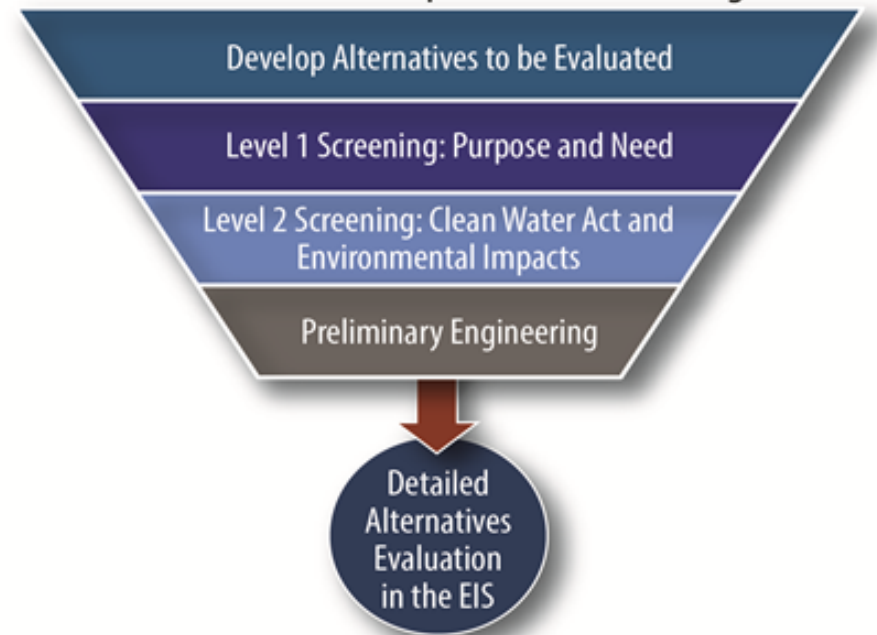 Develop Alternatives to be Evaluated
Level 1 Screening: Purpose and Need
Level 2 Screening: Clean Water Act and
Environmental Impacts
Preliminary Engineering
Detailed
Alternatives
Evaluation
in the EIS